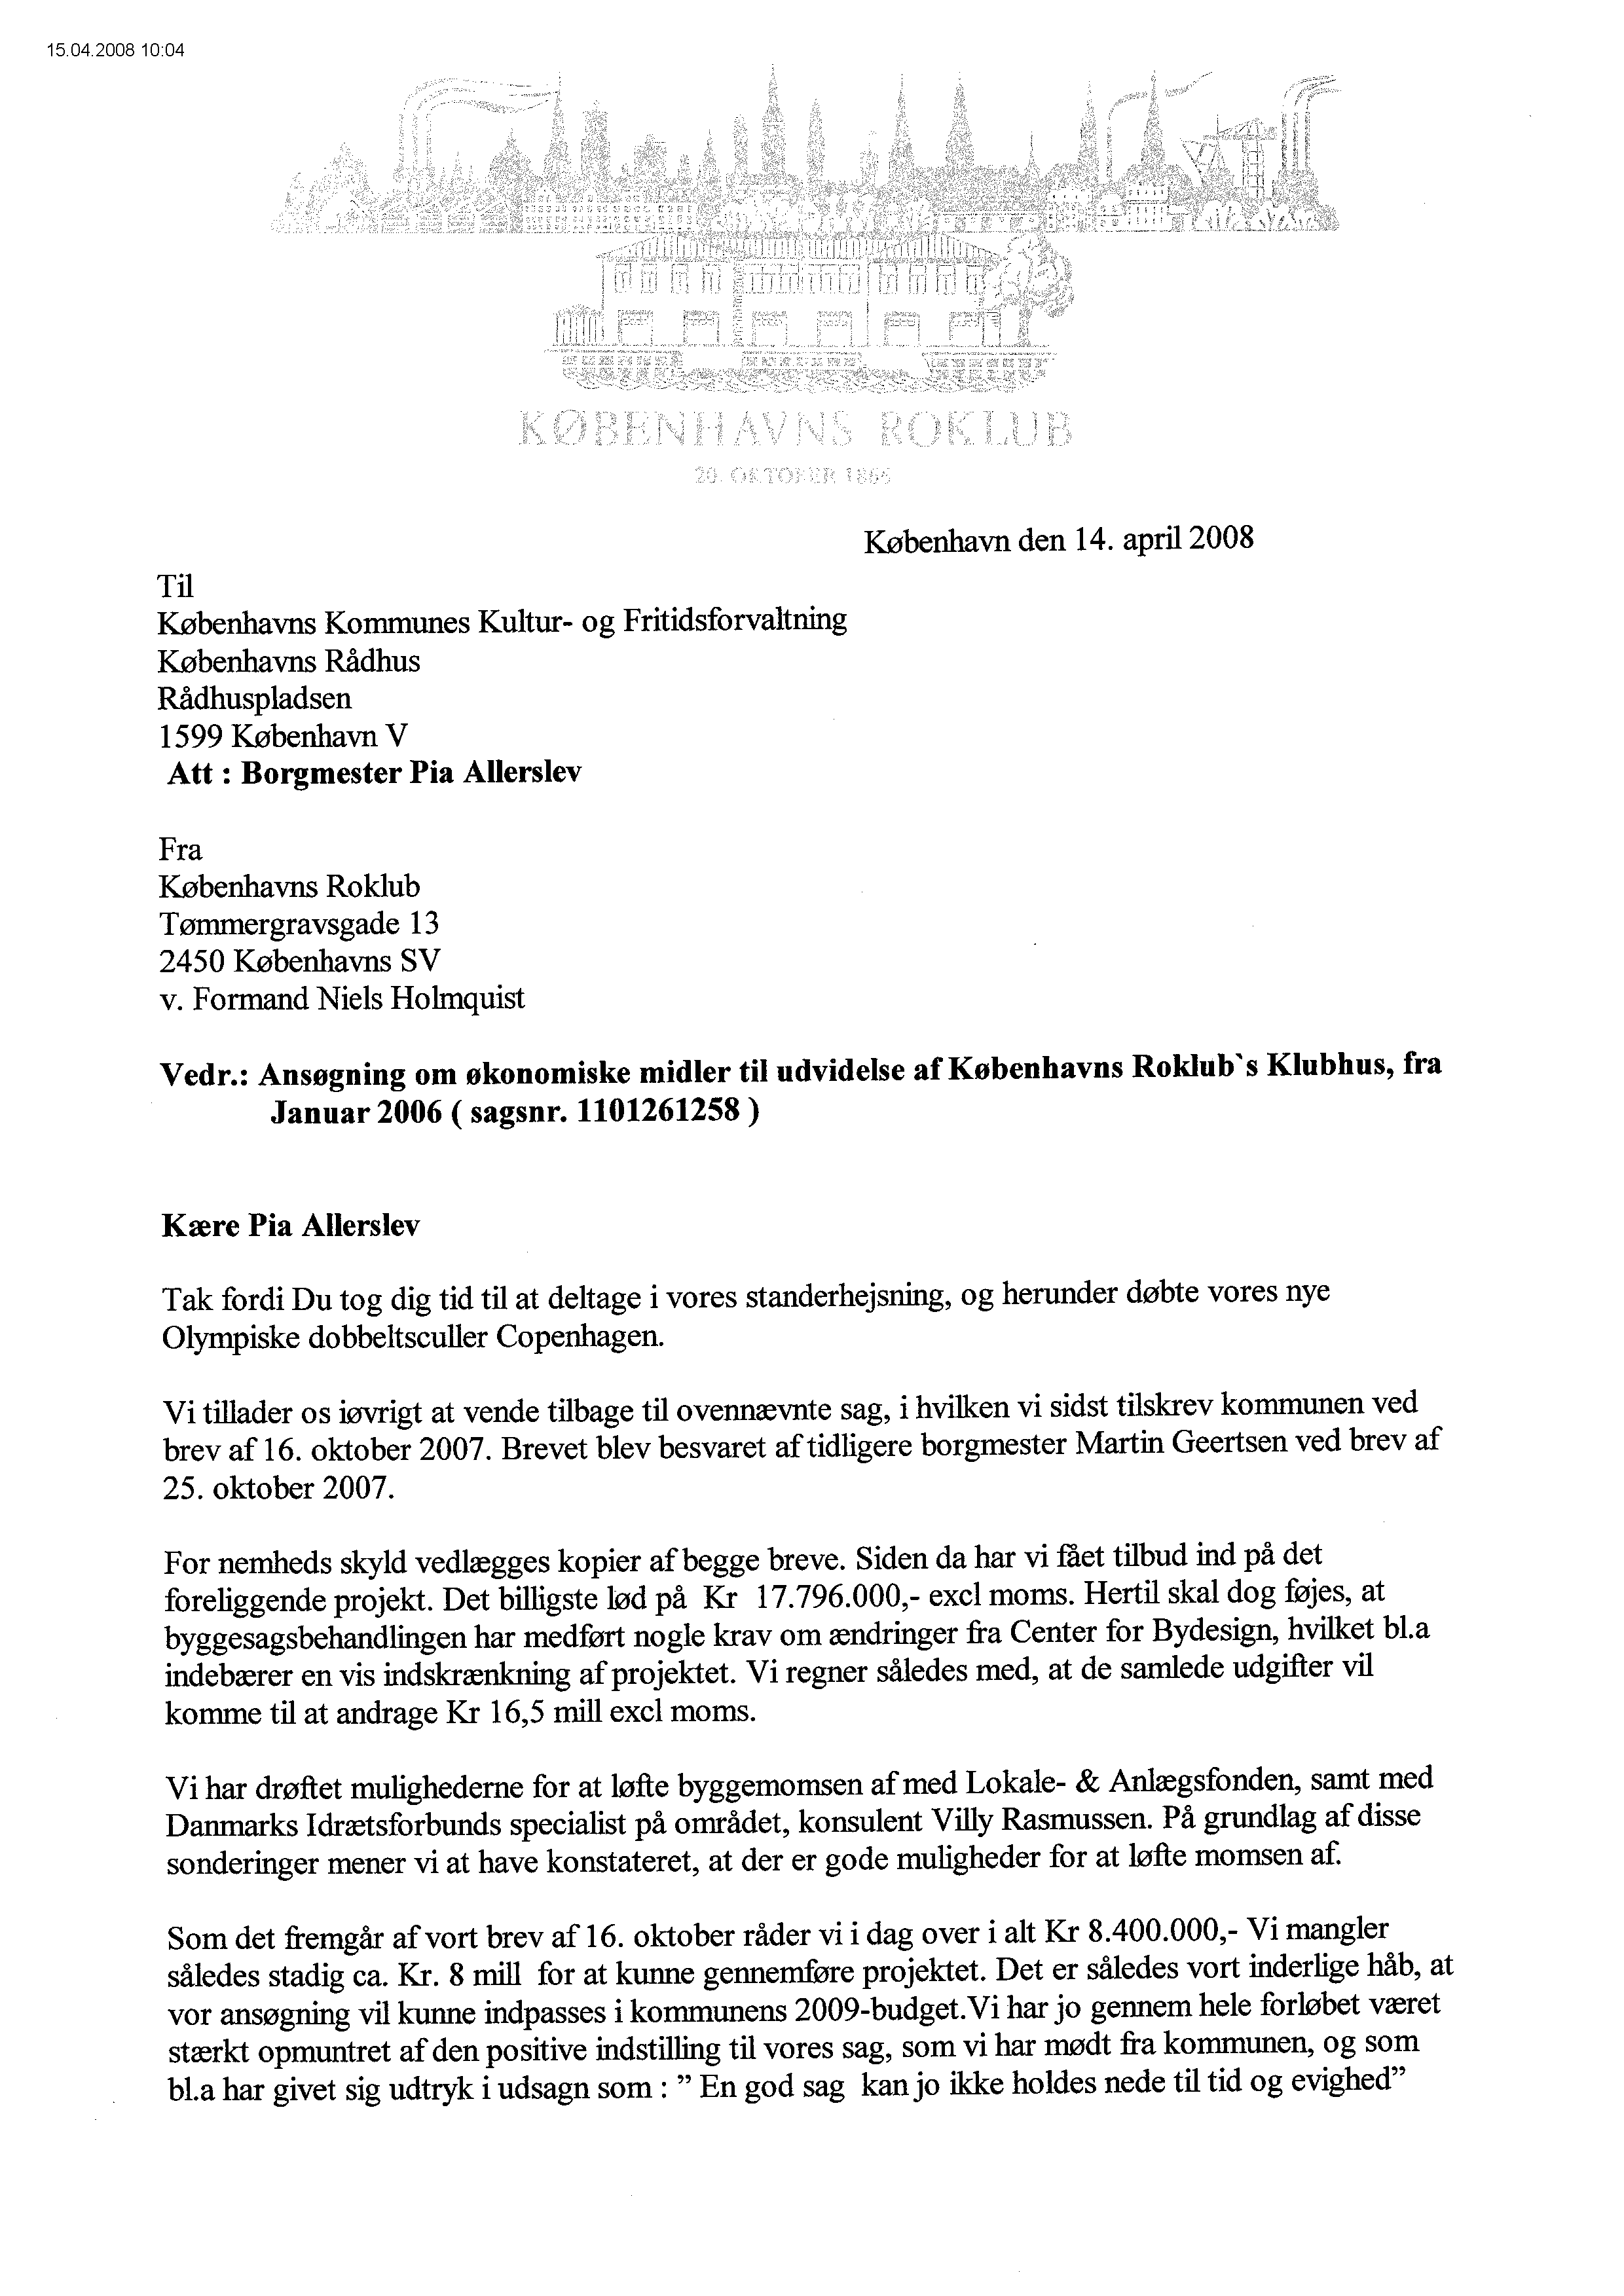 15.04.2008 10:04
KØBENHAVNS ROKLUB
20. OKTOBER 1866
København den 14. april 2008
Til
Københavns Kommunes Kultur- og Fritidsforvaltning
Københavns Rådhus
Rådhuspladsen
1599 København V
Att : Borgmester Pia Allerslev
Fra
Københavns Roklub
Tømmergravsgade 13
2450 Københavns SV
v. Formand Niels Holmquist
Vedr.: Ansøgning om økonomiske midler til udvidelse af Københavns Roklub`s Klubhus, fra
Januar 2006 ( sagsnr. 1101261258 )
Kære Pia Allerslev
Tak fordi Du tog dig tid til at deltage i vores standerhejsning, og herunder døbte vores nye
Olympiske dobbeltsculler Copenhagen.
Vi tillader os iøvrigt at vende tilbage til ovennævnte sag, i hvilken vi sidst tilskrev kommunen ved
brev af 16. oktober 2007. Brevet blev besvaret af tidligere borgmester Martin Geertsen ved brev af
25. oktober 2007.
For nemheds skyld vedlægges kopier af begge breve. Siden da har vi fået tilbud ind på det
foreliggende projekt. Det billigste lød på Kr 17.796.000,- excl moms. Hertil skal dog føjes, at
byggesagsbehandlingen har medført nogle krav om ændringer fra Center for Bydesign, hvilket bl.a
indebærer en vis indskrænkning af projektet. Vi regner således med, at de samlede udgifter vil
komme til at andrage Kr 16,5 mill excl moms.
Vi har drøftet mulighederne for at løfte byggemomsen af med Lokale- & Anlægsfonden, samt med
Danmarks Idrætsforbunds specialist på området, konsulent Villy Rasmussen. På grundlag af disse
sonderinger mener vi at have konstateret, at der er gode muligheder for at løfte momsen af.
Som det fremgår af vort brev af 16. oktober råder vi i dag over i alt Kr 8.400.000,- Vi mangler
således stadig ca. Kr. 8 mill for at kunne gennemføre projektet. Det er således vort inderlige håb, at
vor ansøgning vil kunne indpasses i kommunens 2009-budget.Vi har jo gennem hele forløbet været
stærkt opmuntret af den positive indstilling til vores sag, som vi har mødt fra kommunen, og som
bl.a har givet sig udtryk i udsagn som : ” En god sag kan jo ikke holdes nede til tid og evighed”